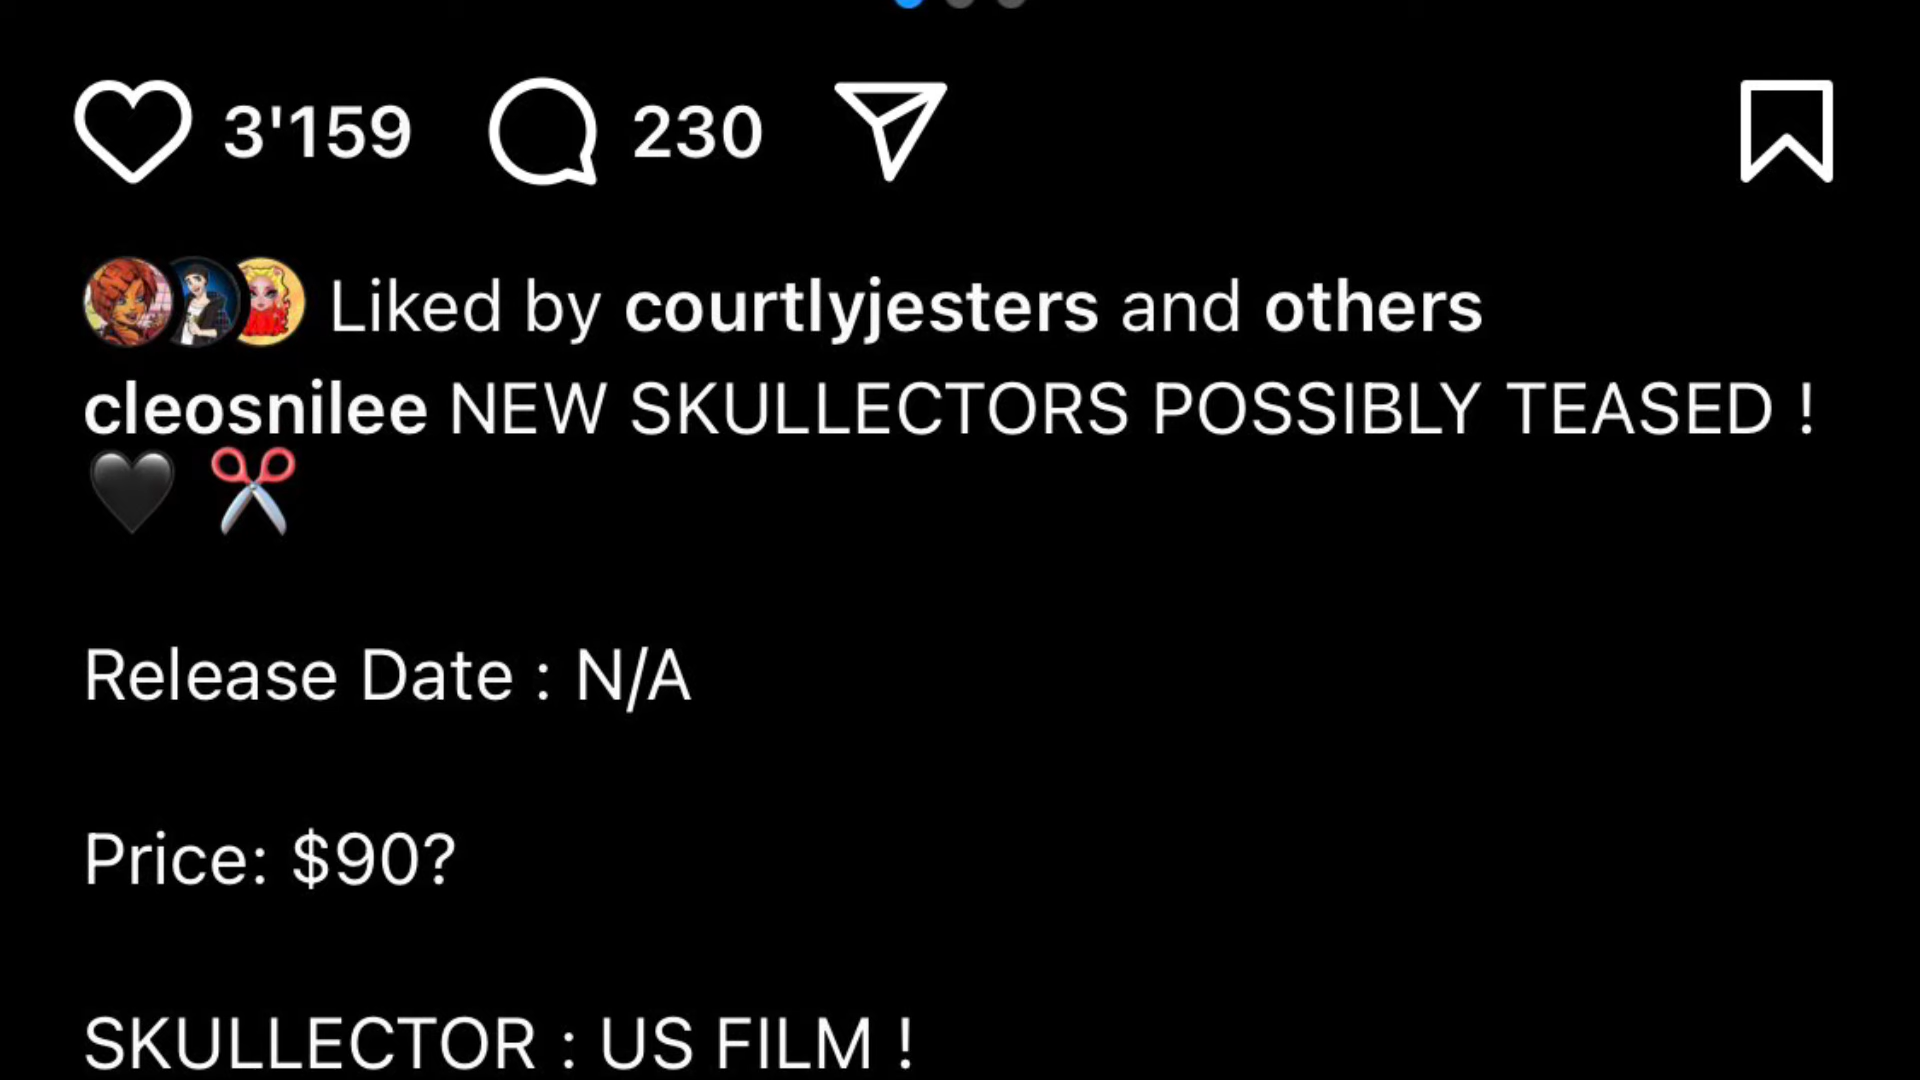 3'159 230
Liked by courtlyjesters and others
cleosnilee NEW SKULLECTORS POSSIBLY TEASED !
🖤 ✂️
Release Date : N/A
Price: $90?
SKULLECTOR : US FILM !